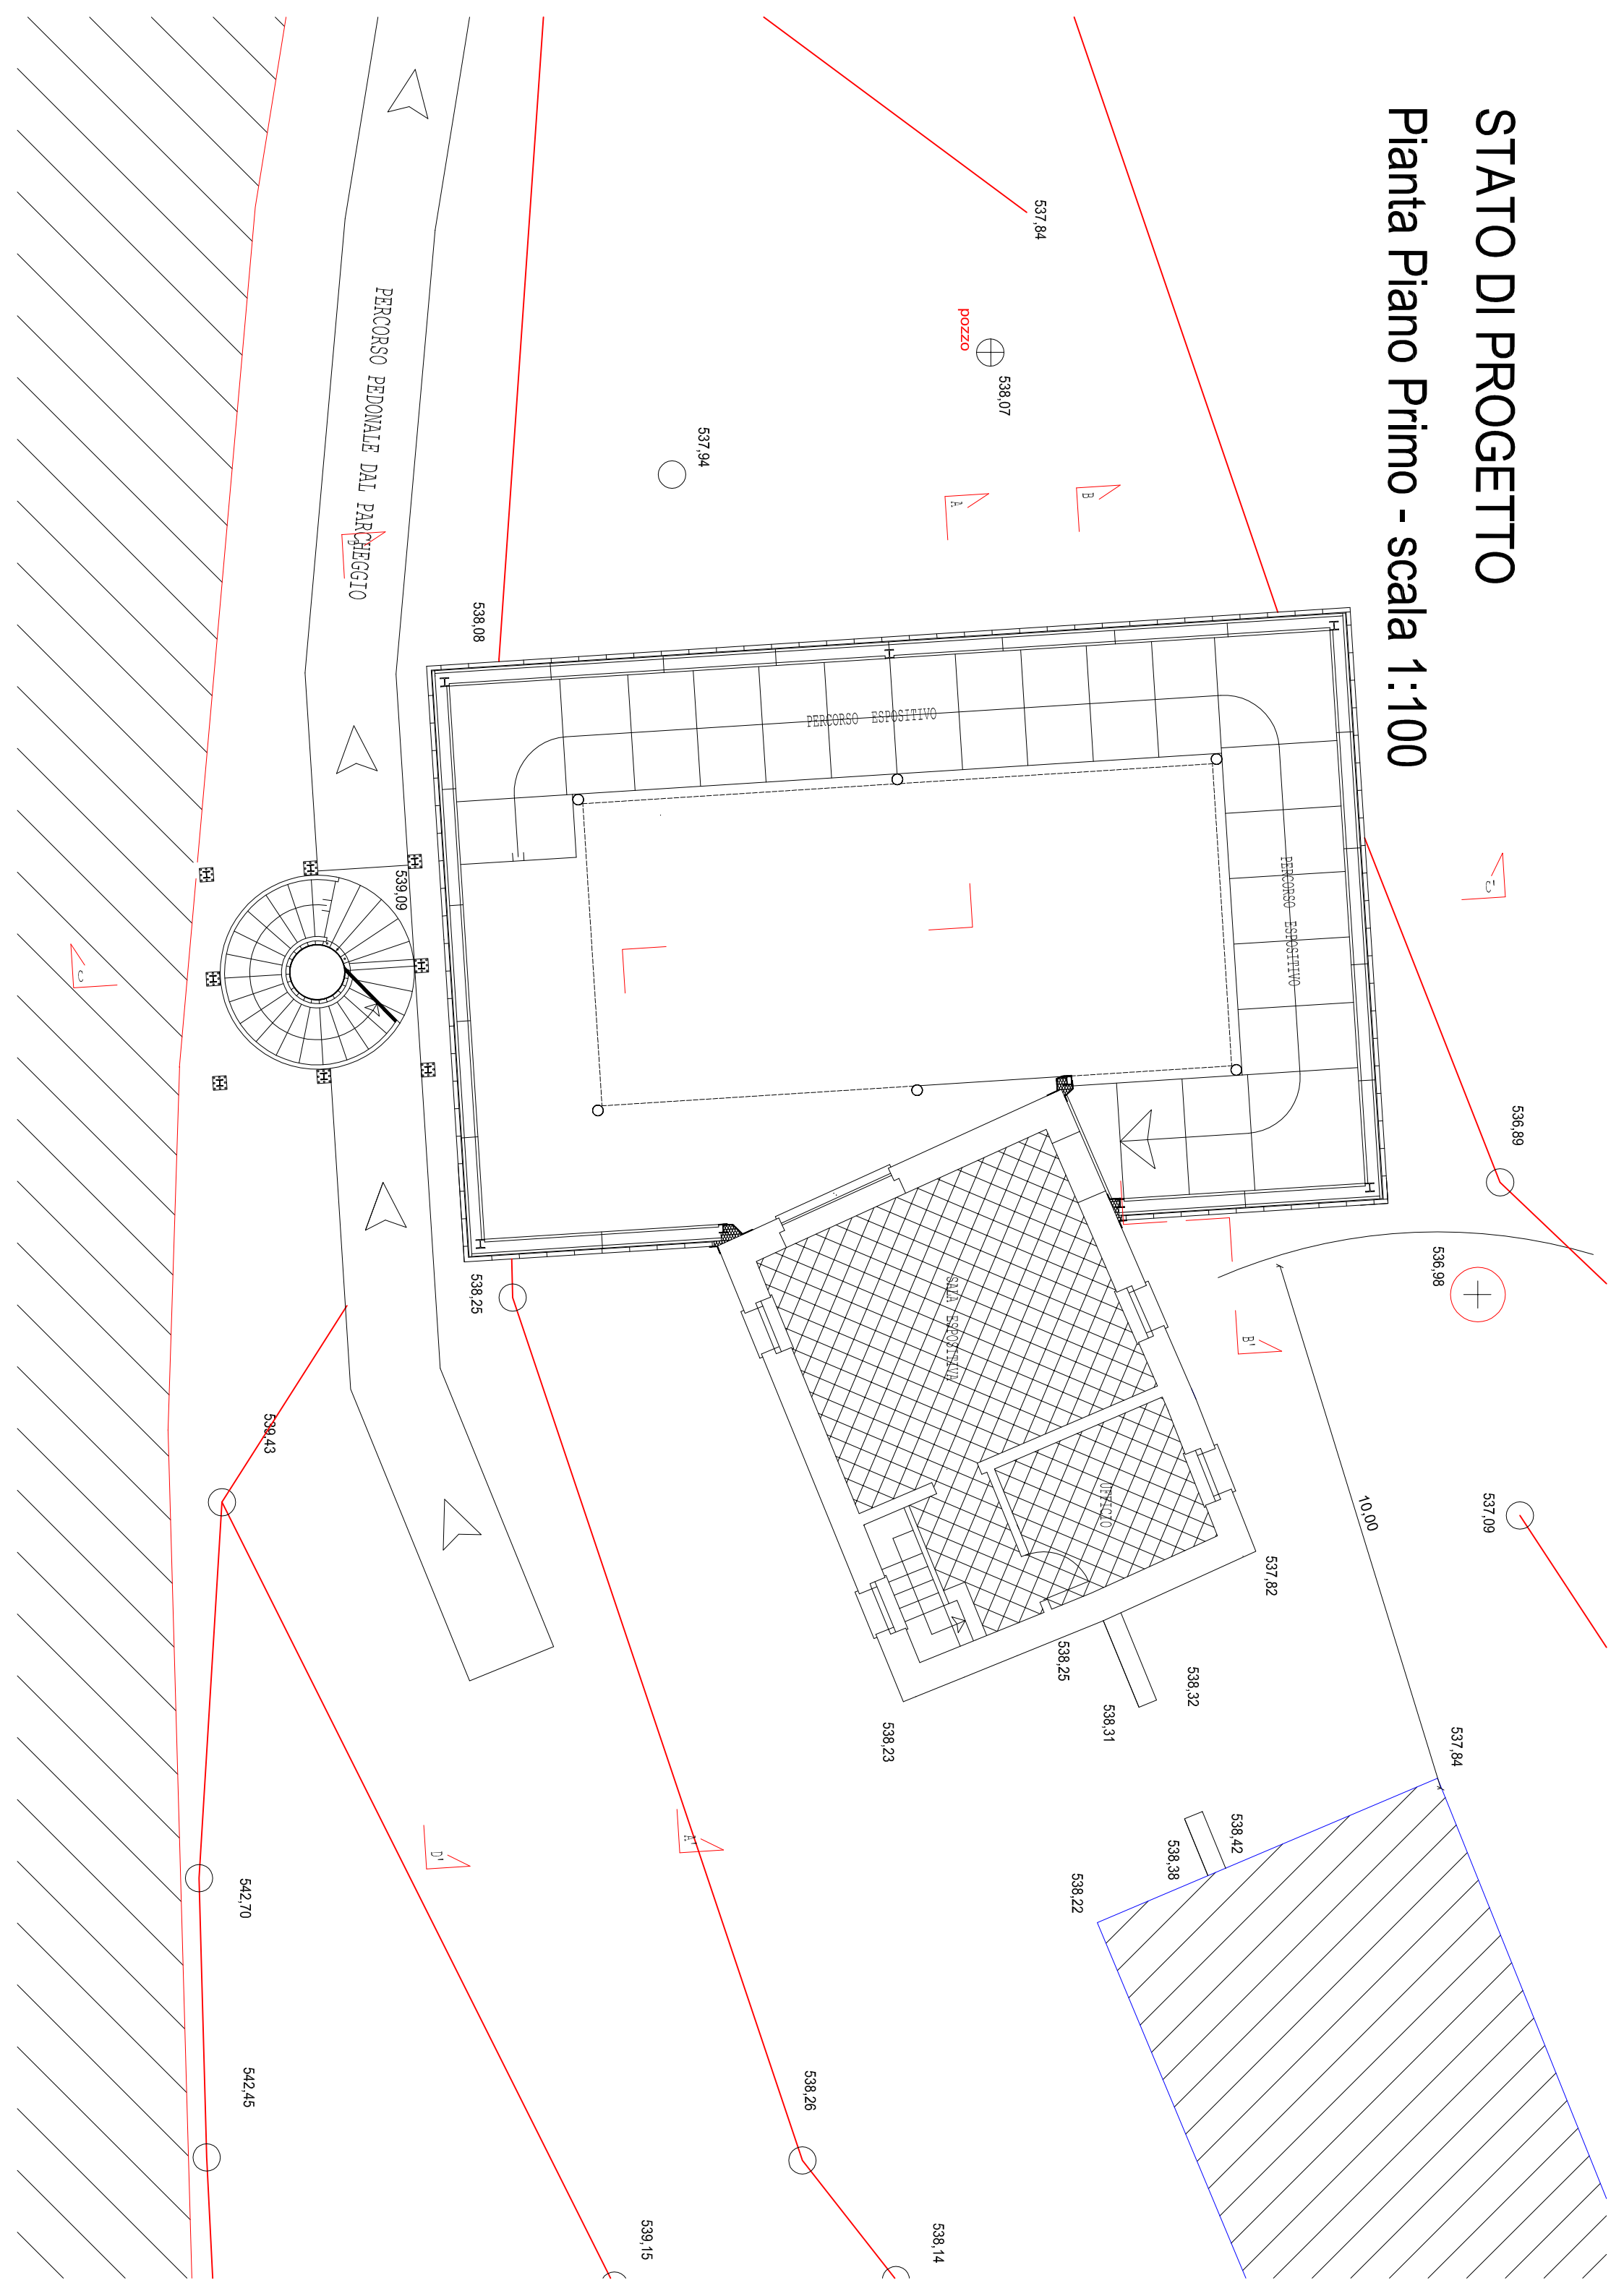 STATO DI PROGETTO
Pianta Piano Primo - scala 1:100
537,84
pozzo
538,07
537,94
A
B
PERCORSO PEDONALE DAL PARCHEGGIO
D
538,08
PERCORSO ESPOSITIVO
PERCORSO ESPOSITIVO
C'
C
539,09
536,89
536,98
538,25
B'
SALA ESPOSITIVA
UFFICIO
10,00
537,09
539,43
537,82
538,25
538,32
538,31
538,23
537,84
538,42
538,38
538,22
A'
D'
542,70
542,45
538,26
539,15
538,14